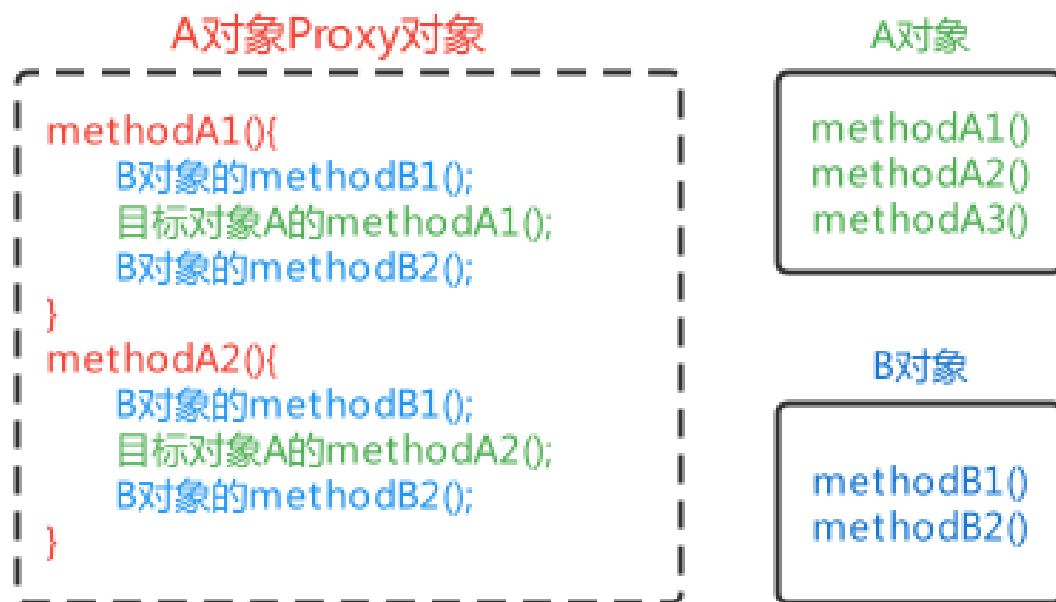 A对象Proxy对象
methodA1(){
B对象的methodB1();
目标对象A的methodA1();
B对象的methodB2();
}
methodA2(){
B对象的methodB1();
目标对象A的methodA2();
B对象的methodB2();
}
A对象
methodA1()
methodA2()
methodA3()
B对象
methodB1()
methodB2()